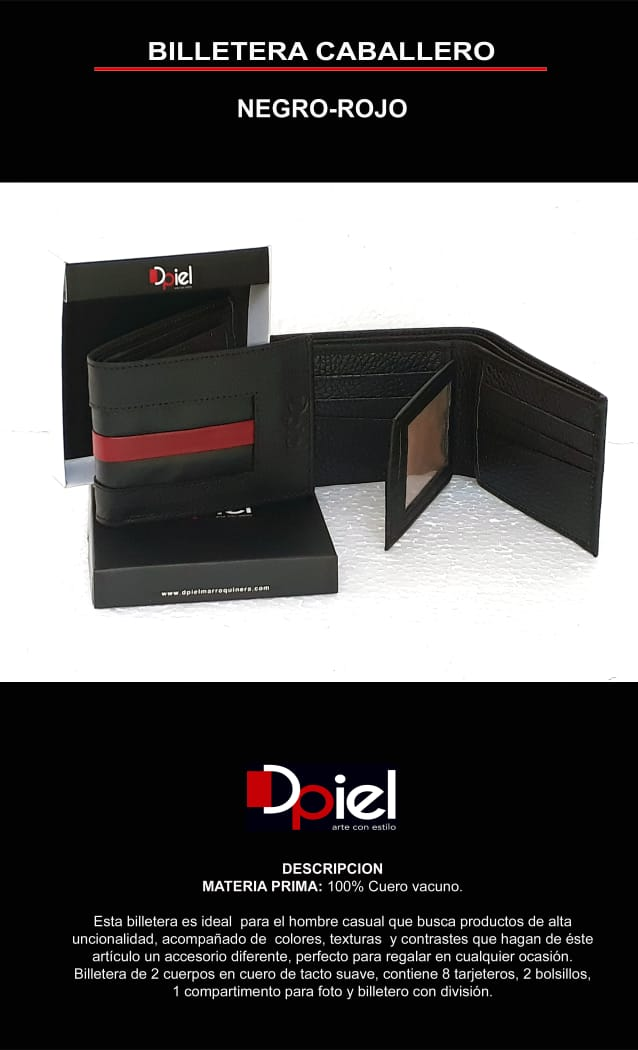 BILLETERA CABALLERO
NEGRO-ROJO
Dpiel
piel
www.dpielmarroquinera.com
Dpiel
arte con estilo
DESCRIPCION
MATERIA PRIMA: 100% Cuero vacuno.
Esta billetera es ideal para el hombre casual que busca productos de alta
uncionalidad, acompañado de colores, texturas y contrastes que hagan de éste
artículo un accesorio diferente, perfecto para regalar en cualquier ocasión.
Billetera de 2 cuerpos en cuero de tacto suave, contiene 8 tarjeteros, 2 bolsillos,
1 compartimento para foto y billetero con división.